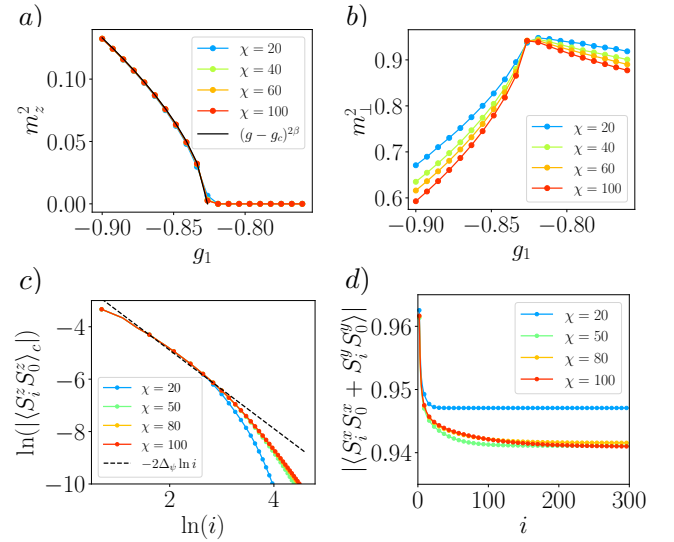 a)
m_z^2
0.10
0.05
0.00
−0.90
−0.85
−0.80
g_1
χ = 20
χ = 40
χ = 60
χ = 100
(g − g_c)^{2β}
b)
m_⊥^2
0.9
0.8
0.7
0.6
−0.90
−0.85
−0.80
g_1
χ = 20
χ = 40
χ = 60
χ = 100
c)
ln(|⟨S_i^z S_0^z⟩_c|)
−4
−6
−8
−10
2
4
ln(i)
χ = 20
χ = 50
χ = 80
χ = 100
−2Δ_ψ ln i
d)
|⟨S_i^x S_0^x + S_i^y S_0^y⟩|
0.96
0.95
0.94
0
100
200
300
i
χ = 20
χ = 50
χ = 80
χ = 100